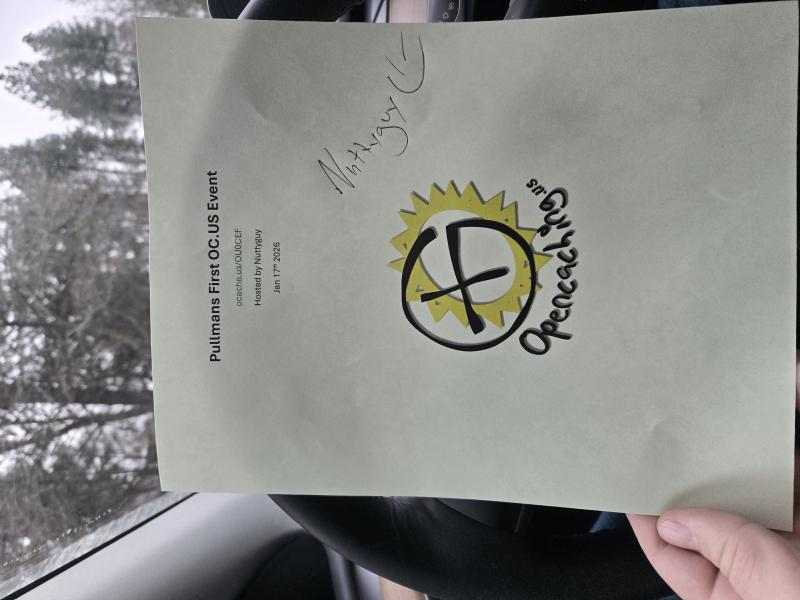 Pullmans First OC.US Event
ocache.us/OU0CEF
Hosted by Nuttyguy
Jan 17th 2026
Nuttyguy
Opencaching.us